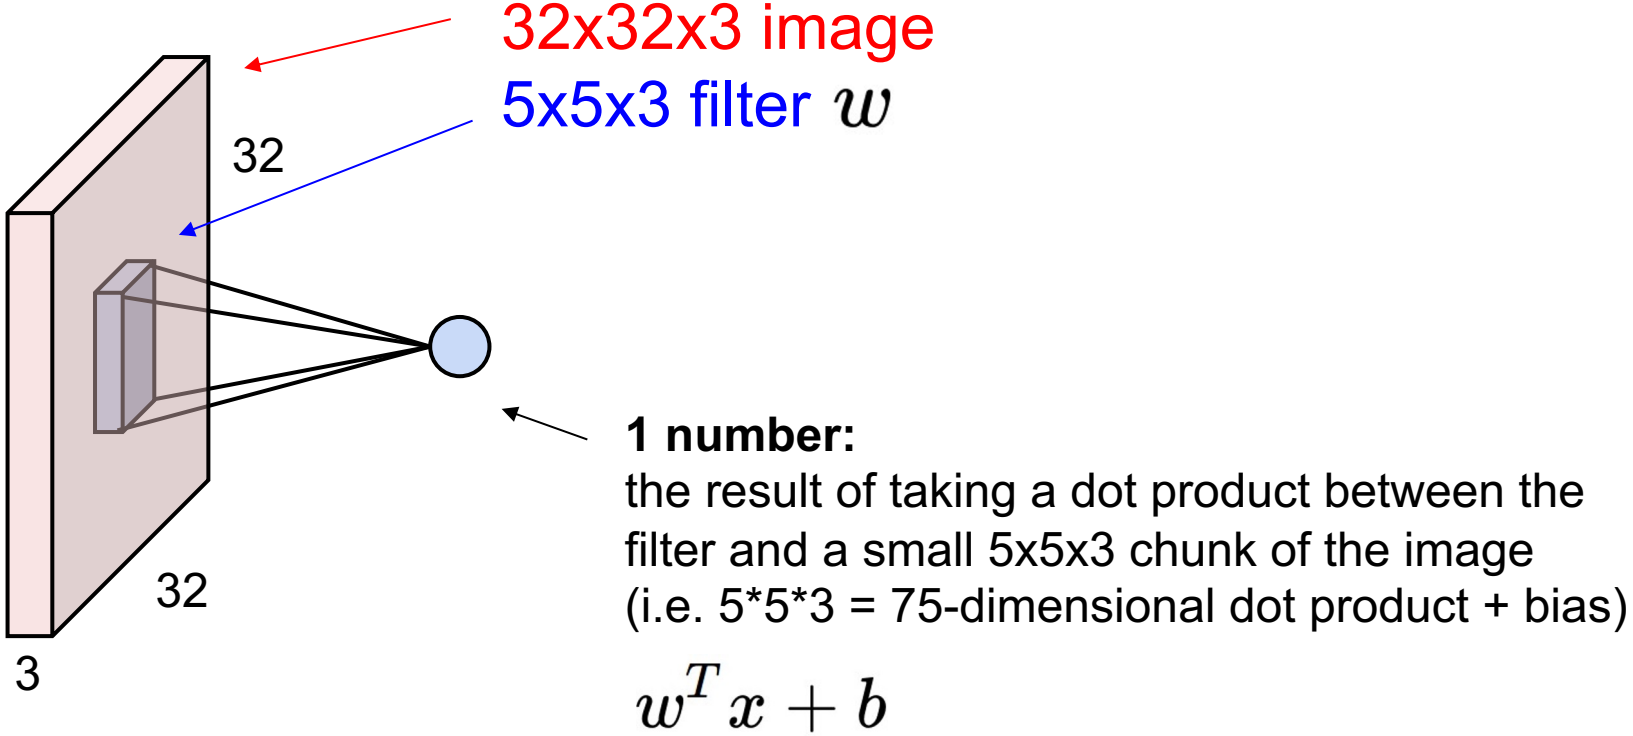 32x32x3 image
5x5x3 filter w
32
32
3
1 number:
the result of taking a dot product between the
filter and a small 5x5x3 chunk of the image
(i.e. 5*5*3 = 75-dimensional dot product + bias)
w^T x + b